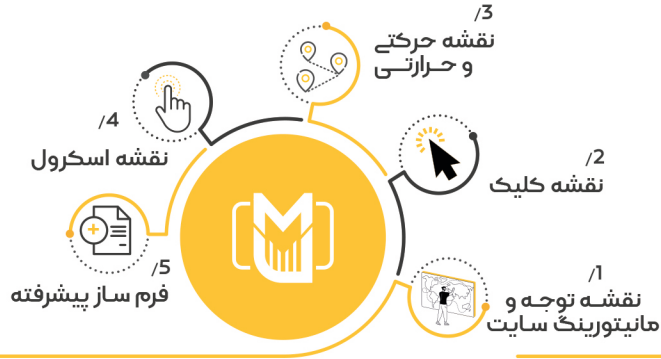 /1
نقشه توجه و
مانیتورینگ سایت
/2
نقشه کلیک
/3
نقشه حرکتی
و حرارتی
/4
نقشه اسکرول
/5
فرم ساز پیشرفته